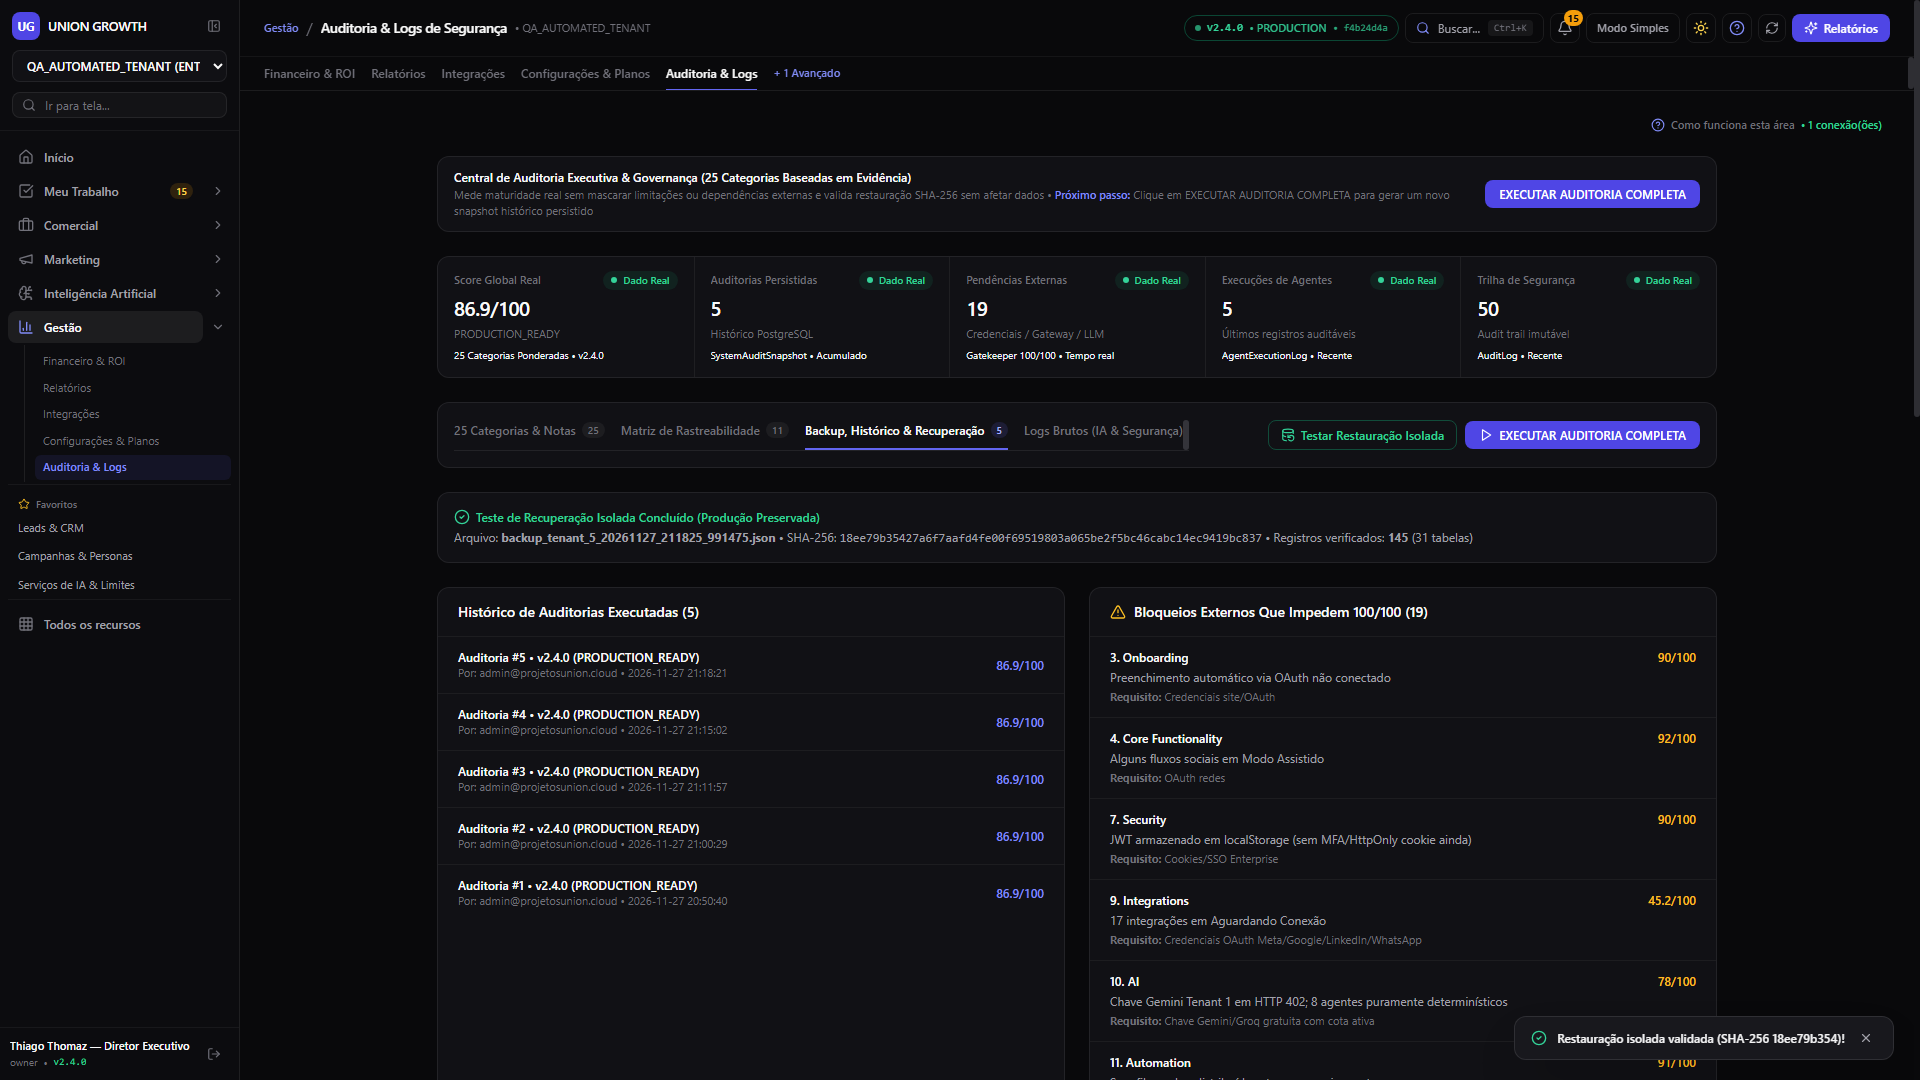 UG UNION GROWTH
QA_AUTOMATED_TENANT (ENT
Ir para tela...
Início
Meu Trabalho 15
Comercial
Marketing
Inteligência Artificial
Gestão
Financeiro & ROI
Relatórios
Integrações
Configurações & Planos
Auditoria & Logs
Favoritos
Leads & CRM
Campanhas & Personas
Serviços de IA & Limites
Todos os recursos
Thiago Thomaz — Diretor Executivo
owner • v2.4.0
Gestão / Auditoria & Logs de Segurança • QA_AUTOMATED_TENANT
v2.4.0 • PRODUCTION • f4b24d4a
Buscar... Ctrl+K
15
Modo Simples
Relatórios
Financeiro & ROI Relatórios Integrações Configurações & Planos Auditoria & Logs + 1 Avançado
Como funciona esta área • 1 conexão(ões)
Central de Auditoria Executiva & Governança (25 Categorias Baseadas em Evidência)
Mede maturidade real sem mascarar limitações ou dependências externas e valida restauração SHA-256 sem afetar dados • Próximo passo: Clique em EXECUTAR AUDITORIA COMPLETA para gerar um novo
snapshot histórico persistido
EXECUTAR AUDITORIA COMPLETA
Score Global Real Dado Real
86.9/100
PRODUCTION_READY
25 Categorias Ponderadas • v2.4.0
Auditorias Persistidas Dado Real
5
Histórico PostgreSQL
SystemAuditSnapshot • Acumulado
Pendências Externas Dado Real
19
Credenciais / Gateway / LLM
Gatekeeper 100/100 • Tempo real
Execuções de Agentes Dado Real
5
Últimos registros auditáveis
AgentExecutionLog • Recente
Trilha de Segurança Dado Real
50
Audit trail imutável
AuditLog • Recente
25 Categorias & Notas 25 Matriz de Rastreabilidade 11 Backup, Histórico & Recuperação 5 Logs Brutos (IA & Segurança)
Testar Restauração Isolada
EXECUTAR AUDITORIA COMPLETA
Teste de Recuperação Isolada Concluído (Produção Preservada)
Arquivo: backup_tenant_5_20261127_211825_991475.json • SHA-256: 18ee79b35427a6f7aafd4fe00f69519803a065be2f5bc46cabc14ec9419bc837 • Registros verificados: 145 (31 tabelas)
Histórico de Auditorias Executadas (5)
Auditoria #5 • v2.4.0 (PRODUCTION_READY)
Por: admin@projetosunion.cloud • 2026-11-27 21:18:21
86.9/100
Auditoria #4 • v2.4.0 (PRODUCTION_READY)
Por: admin@projetosunion.cloud • 2026-11-27 21:15:02
86.9/100
Auditoria #3 • v2.4.0 (PRODUCTION_READY)
Por: admin@projetosunion.cloud • 2026-11-27 21:11:57
86.9/100
Auditoria #2 • v2.4.0 (PRODUCTION_READY)
Por: admin@projetosunion.cloud • 2026-11-27 21:00:29
86.9/100
Auditoria #1 • v2.4.0 (PRODUCTION_READY)
Por: admin@projetosunion.cloud • 2026-11-27 20:50:40
86.9/100
Bloqueios Externos Que Impedem 100/100 (19)
3. Onboarding 90/100
Preenchimento automático via OAuth não conectado
Requisito: Credenciais site/OAuth
4. Core Functionality 92/100
Alguns fluxos sociais em Modo Assistido
Requisito: OAuth redes
7. Security 90/100
JWT armazenado em localStorage (sem MFA/HttpOnly cookie ainda)
Requisito: Cookies/SSO Enterprise
9. Integrations 45.2/100
17 integrações em Aguardando Conexão
Requisito: Credenciais OAuth Meta/Google/LinkedIn/WhatsApp
10. AI 78/100
Chave Gemini Tenant 1 em HTTP 402; 8 agentes puramente determinísticos
Requisito: Chave Gemini/Groq gratuita com cota ativa
11. Automation 91/100
Restauração isolada validada (SHA-256 18ee79b354)!